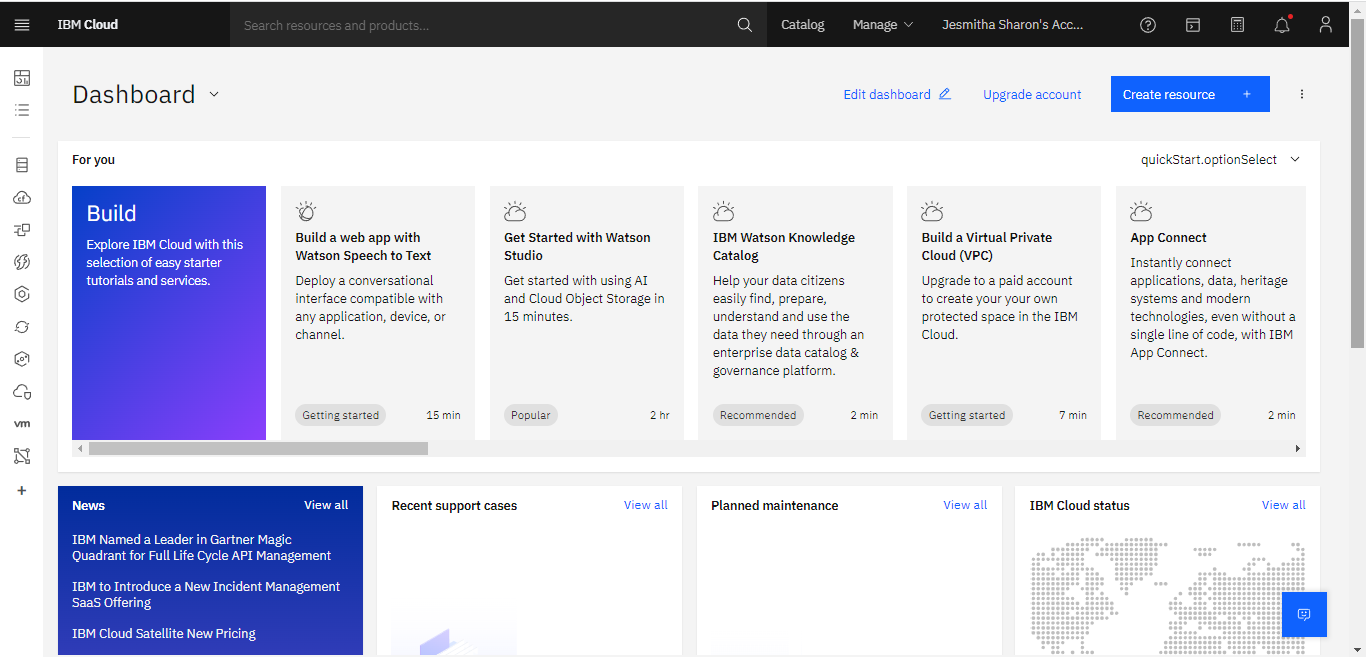 IBM Cloud
Search resources and products...
Catalog
Manage
Jesmitha Sharon's Acc...
Dashboard
Edit dashboard
Upgrade account
Create resource +
For you
quickStart.optionSelect
Build
Explore IBM Cloud with this
selection of easy starter
tutorials and services.
Build a web app with
Watson Speech to Text
Deploy a conversational
interface compatible with
any application, device, or
channel.
Getting started
15 min
Get Started with Watson
Studio
Get started with using AI
and Cloud Object Storage in
15 minutes.
Popular
2 hr
IBM Watson Knowledge
Catalog
Help your data citizens
easily find, prepare,
understand and use the
data they need through an
enterprise data catalog &
governance platform.
Recommended
2 min
Build a Virtual Private
Cloud (VPC)
Upgrade to a paid account
to create your your own
protected space in the IBM
Cloud.
Getting started
7 min
App Connect
Instantly connect
applications, data, heritage
systems and modern
technologies, even without a
single line of code, with IBM
App Connect.
Recommended
2 min
cf
vm
+
News
View all
IBM Named a Leader in Gartner Magic
Quadrant for Full Life Cycle API Management
IBM to Introduce a New Incident Management
SaaS Offering
IBM Cloud Satellite New Pricing
Recent support cases
View all
Planned maintenance
View all
IBM Cloud status
View all